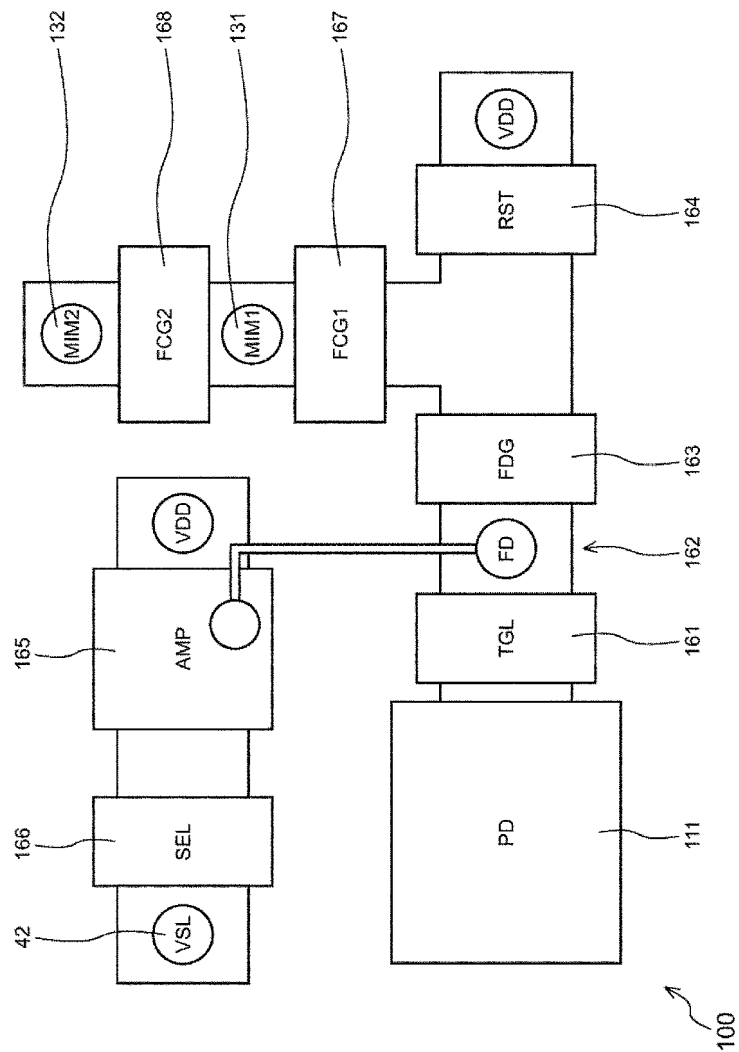 42
166
165
MIM2
132
FCG2
168
VSL
SEL
AMP
VDD
MIM1
131
FCG1
167
PD
TGL
FD
FDG
RST
VDD
111
161
162
163
164
100